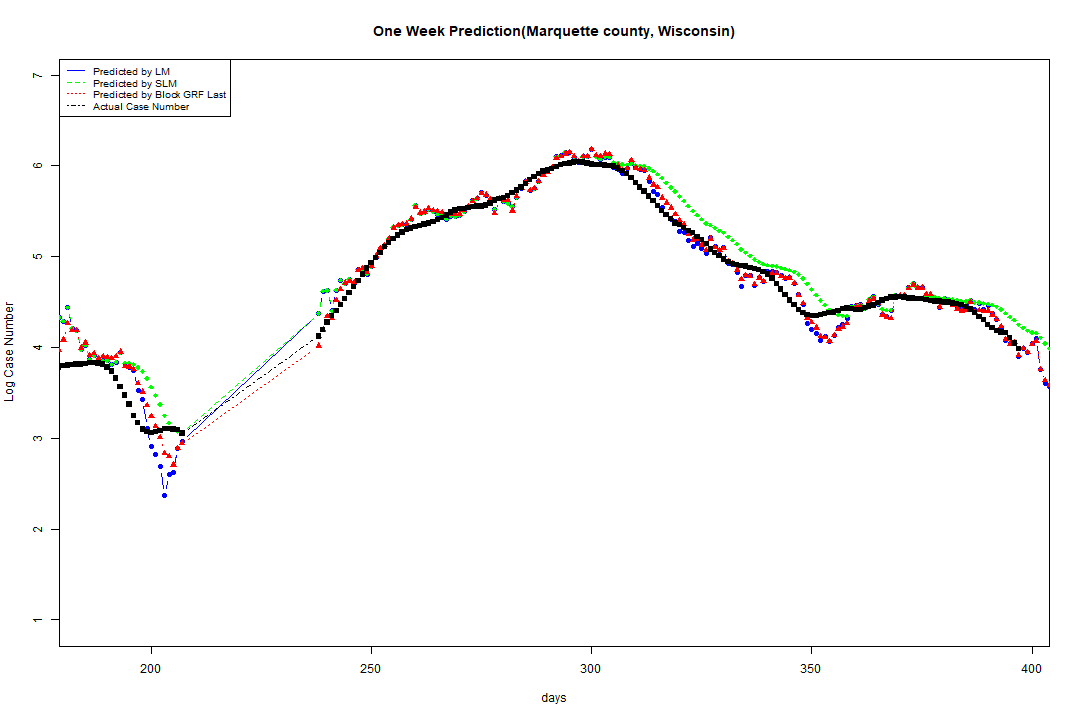 One Week Prediction(Marquette county, Wisconsin)
Predicted by LM
Predicted by SLM
Predicted by Block GRF Last
Actual Case Number
7
6
5
4
3
2
1
Log Case Number
200 250 300 350 400
days